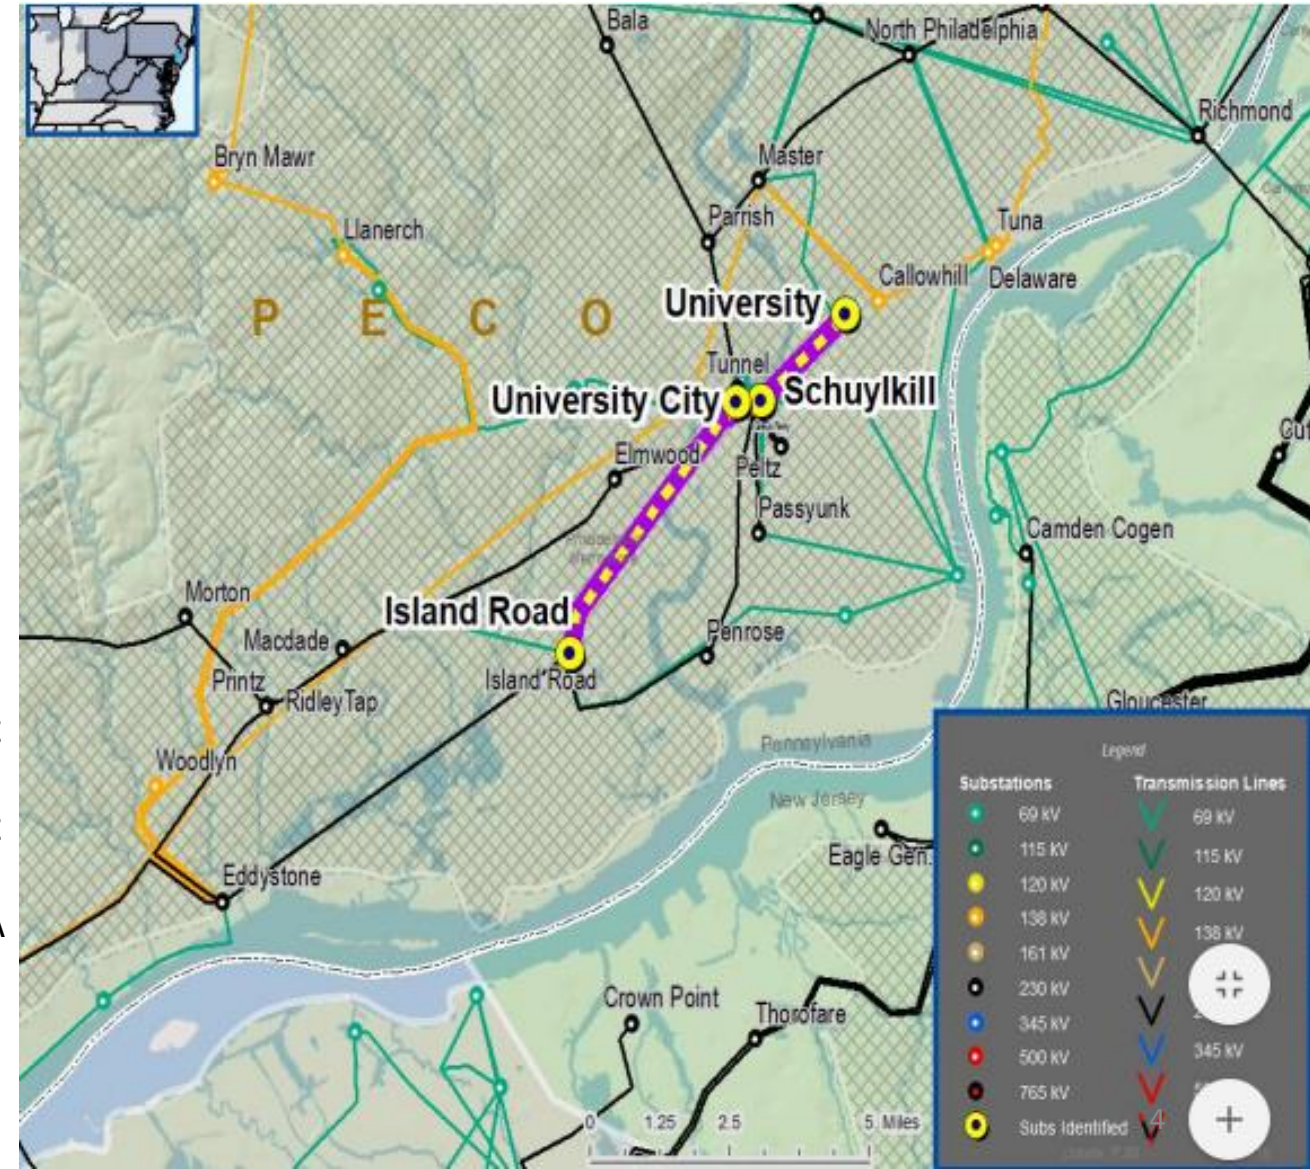 Bala
North Philadelphia
Richmond
Bryn Mawr
Master
Llanerch
Parrish
Tuna
P E C O
University
Callowhill
Delaware
Tunnel
University City
Schuylkill
Elmwood
Peltz
Passyunk
Camden Cogen
Morton
Island Road
Macdade
Penrose
Printz
Island Road
RidleyTap
Gloucester
Woodlyn
Pennsylvania
New Jersey
Eagle Gen.
Eddystone
Crown Point
Thorofare
0 1.25 2.5 5 Miles
Legend
Substations Transmission Lines
69 kV 69 kV
115 kV 115 kV
120 kV 120 kV
138 kV 138 kV
161 kV
230 kV
345 kV 345 kV
500 kV
765 kV
Subs Identified
4